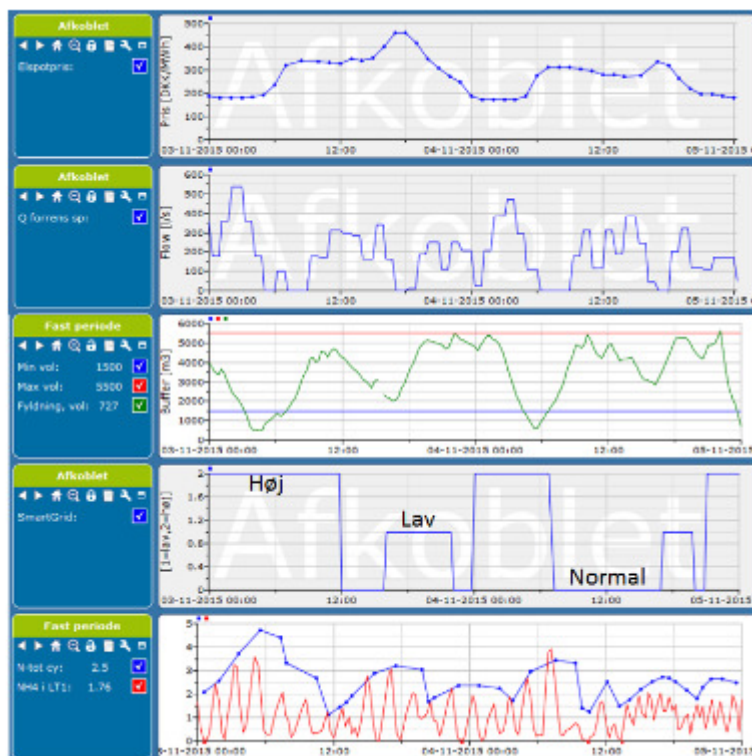 Afkoblet
Elspotpris:
Pris [DKK/MWh]
500
400
300
200
100
0
Afkoblet
03-11-2015 00:00 12:00 04-11-2015 00:00 12:00 05-11-2015
Afkoblet
Q forrens sp:
Flow [l/s]
600
500
400
300
200
100
0
Afkoblet
03-11-2015 00:00 12:00 04-11-2015 00:00 12:00 05-11-2015
Fast periode
Min vol: 1500
Max vol: 5500
Fyldning, vol: 727
Buffer [m3]
6000
5000
4000
3000
2000
1000
0
03-11-2015 00:00 12:00 04-11-2015 00:00 12:00 05-11-2015
Afkoblet
SmartGrid:
[1=lav,2=høj]
2
1.6
1.2
0.8
0.4
0
Afkoblet
Høj
Lav
Normal
03-11-2015 00:00 12:00 04-11-2015 00:00 12:00 05-11-2015
Fast periode
N-tot cy: 2.5
NH4 i LT1: 1.76
5
4
3
2
1
0
3-11-2015 00:00 12:00 04-11-2015 00:00 12:00 05-11-2015